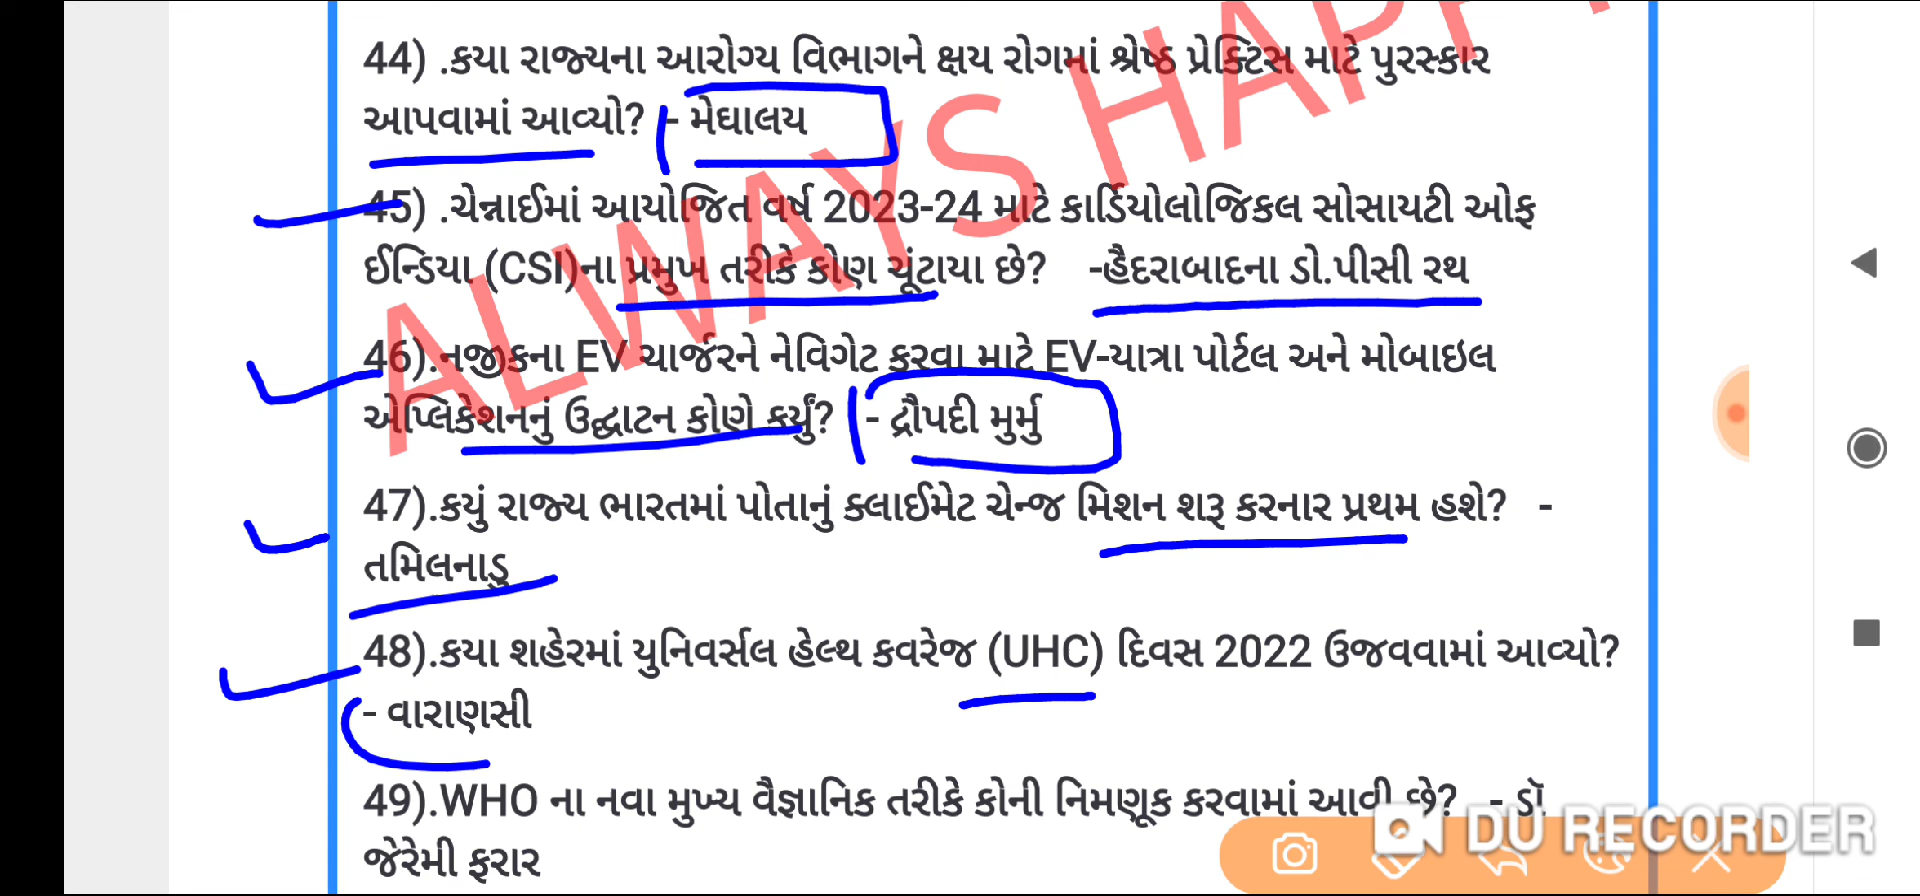 44) .કયા રાજ્યના આરોગ્ય વિભાગને ક્ષય રોગમાં શ્રેષ્ઠ પ્રેક્ટિસ માટે પુરસ્કાર
આપવામાં આવ્યો? - મેઘાલય
45) .ચેન્નાઈમાં આયોજિત વર્ષ 2023-24 માટે કાર્ડિયોલોજિકલ સોસાયટી ઓફ
ઈન્ડિયા (CSI)ના પ્રમુખ તરીકે કોણ ચૂંટાયા છે? -હૈદરાબાદના ડો.પીસી રથ
46).નજીકના EV ચાર્જરને નેવિગેટ કરવા માટે EV-યાત્રા પોર્ટલ અને મોબાઇલ
એપ્લિકેશનનું ઉદ્ઘાટન કોણે કર્યું? - દ્રૌપદી મુર્મુ
47).કયું રાજ્ય ભારતમાં પોતાનું ક્લાઈમેટ ચેન્જ મિશન શરૂ કરનાર પ્રથમ હશે? -
તમિલનાડુ
48).કયા શહેરમાં યુનિવર્સલ હેલ્થ કવરેજ (UHC) દિવસ 2022 ઉજવવામાં આવ્યો?
- વારાણસી
49).WHO ના નવા મુખ્ય વૈજ્ઞાનિક તરીકે કોની નિમણૂક કરવામાં આવી છે? - ડૉ
જેરેમી ફરાર
ALWAYS HAPP
DU RECORDER